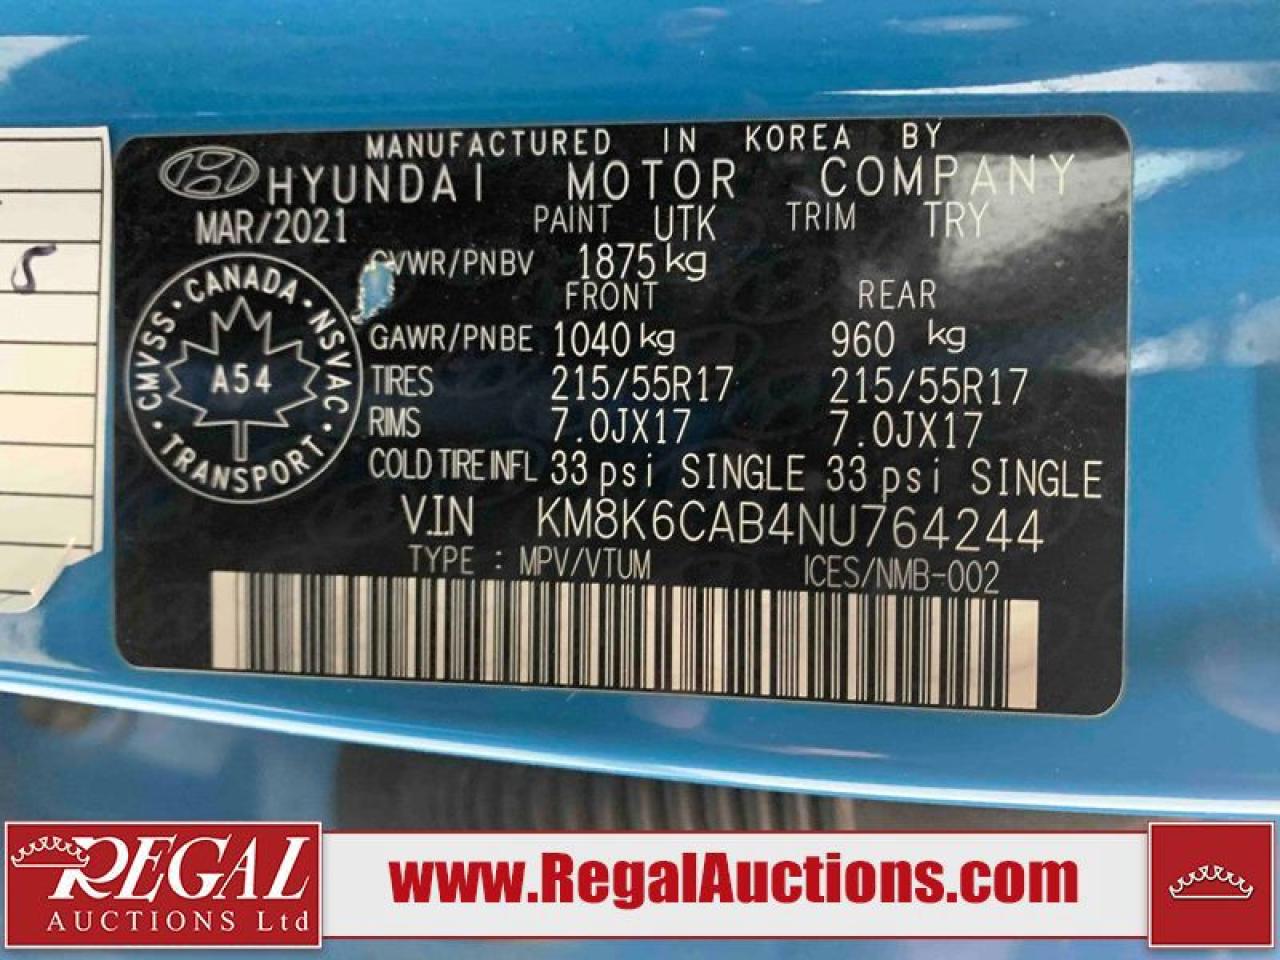 MANUFACTURED IN KOREA BY
HYUNDAI MOTOR COMPANY
MAR/2021 PAINT UTK TRIM TRY
GVWR/PNBV 1875 kg
FRONT REAR
GAWR/PNBE 1040 kg 960 kg
TIRES 215/55R17 215/55R17
RIMS 7.0JX17 7.0JX17
COLD TIRE INFL 33 psi SINGLE 33 psi SINGLE
V.I.N KM8K6CAB4NU764244
TYPE : MPV/VTUM ICES/NMB-002
CANADA · NSVAC · TRANSPORT · CMVSS ·
A54
S
REGAL
AUCTIONS Ltd
www.RegalAuctions.com